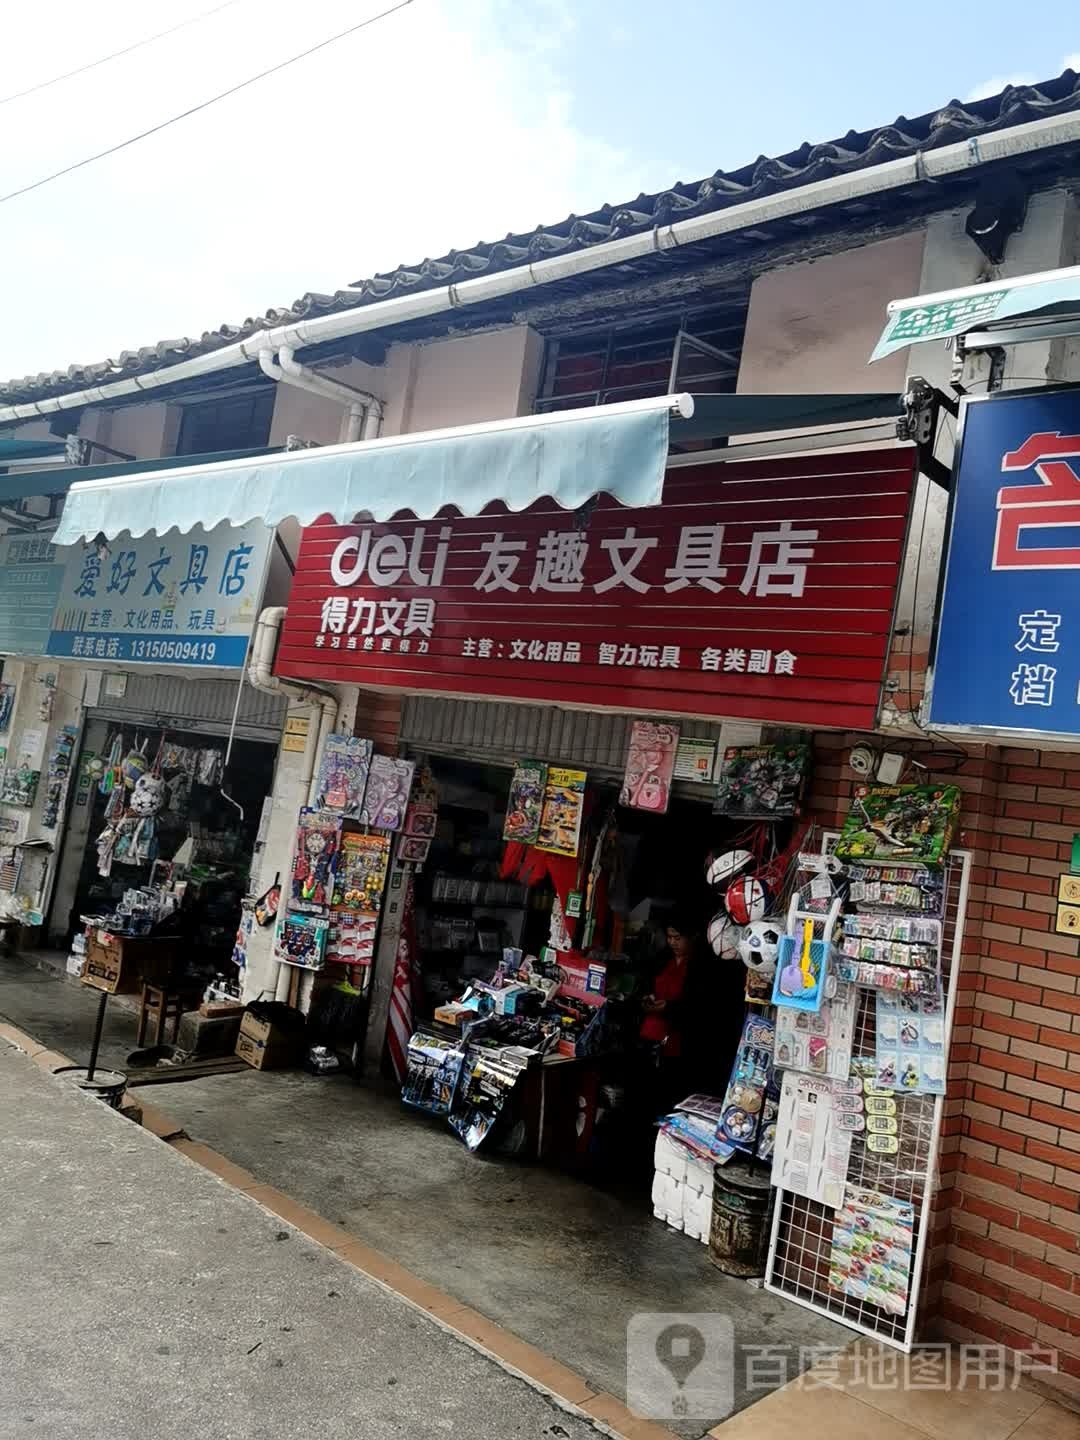 爱好文具店
主营：文化用品、玩具
联系电话：13150509419
deli 友趣文具店
得力文具
学习当然更得力
主营：文化用品 智力玩具 各类副食
名
定
档
CRYSTA
百度地图用户